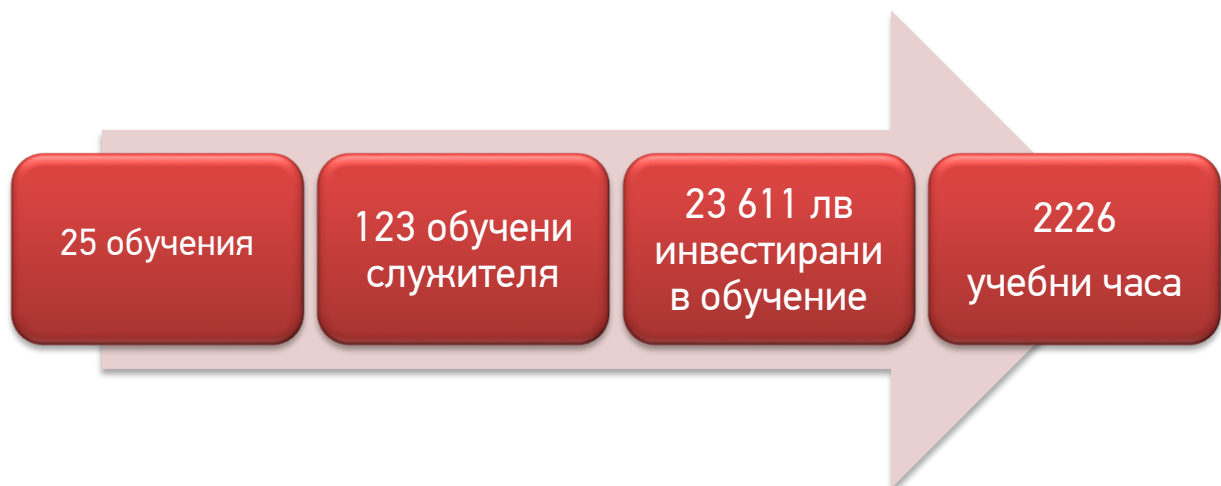 25 обучения
123 обучени
служителя
23 611 лв
инвестирани
в обучение
2226
учебни часа